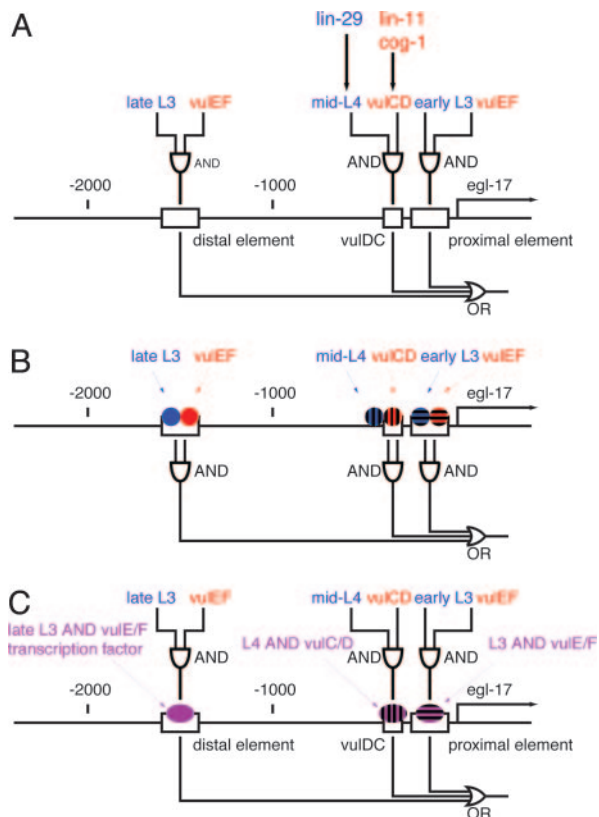 A
lin-29 lin-11
cog-1
late L3 vulEF mid-L4 vulCD early L3 vulEF
AND AND AND
-2000 -1000 egl-17
distal element vulDC proximal element
OR
B
late L3 vulEF mid-L4 vulCD early L3 vulEF
-2000 -1000 egl-17
AND AND AND
OR
C
late L3 vulEF mid-L4 vulCD early L3 vulEF
late L3 AND vulE/F
transcription factor
L4 AND vulC/D L3 AND vulE/F
AND AND AND
-2000 -1000 egl-17
distal element vulDC proximal element
OR